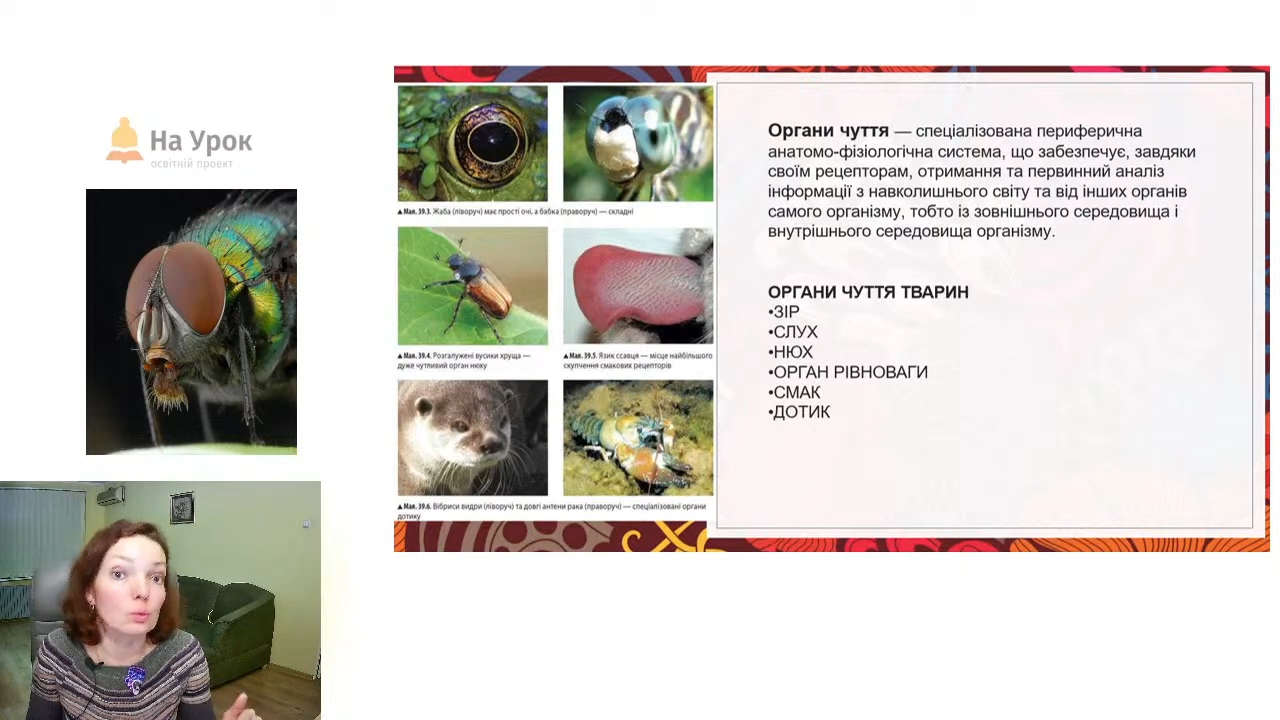 На Урок
освітній проект
▲Мал. 39.3. Жаба (ліворуч) має прості очі, а бабка (праворуч) — складні
▲Мал. 39.4. Розгалужені вусики хруща —
дуже чутливий орган нюху
▲Мал. 39.5. Язик ссавця — місце найбільшого
скупчення смакових рецепторів
▲Мал. 39.6. Вібриси видри (ліворуч) та довгі антени рака (праворуч) — спеціалізовані органи
дотику
Органи чуття — спеціалізована периферична
анатомо-фізіологічна система, що забезпечує, завдяки
своїм рецепторам, отримання та первинний аналіз
інформації з навколишнього світу та від інших органів
самого організму, тобто із зовнішнього середовища і
внутрішнього середовища організму.
ОРГАНИ ЧУТТЯ ТВАРИН
•ЗІР
•СЛУХ
•НЮХ
•ОРГАН РІВНОВАГИ
•СМАК
•ДОТИК